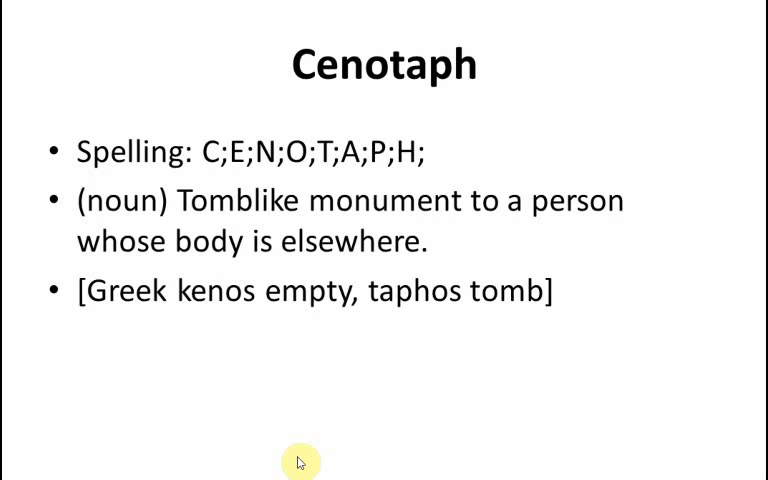 Cenotaph
• Spelling: C;E;N;O;T;A;P;H;
• (noun) Tomblike monument to a person
whose body is elsewhere.
• [Greek kenos empty, taphos tomb]